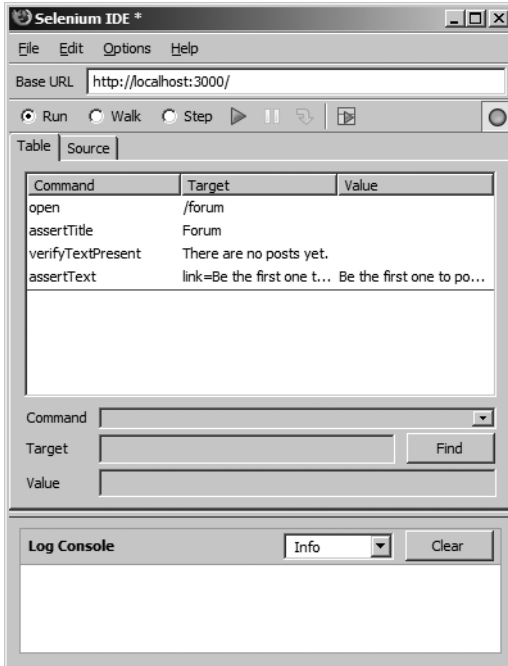 Selenium IDE *
File Edit Options Help
Base URL http://localhost:3000/
Run Walk Step
Table Source
Command Target Value
open /forum
assertTitle Forum
verifyTextPresent There are no posts yet.
assertText link=Be the first one t... Be the first one to po...
Command
Target Find
Value
Log Console Info Clear